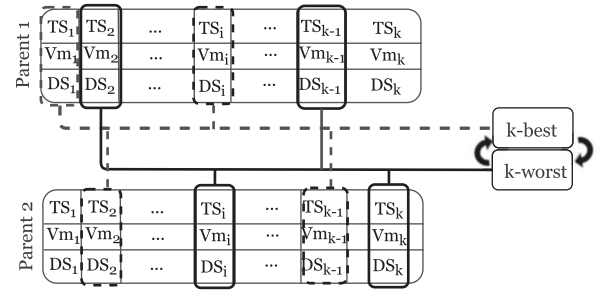 Parent 1
TS₁ TS₂ ... TSᵢ ... TSₖ₋₁ TSₖ
Vm₁ Vm₂ ... Vmᵢ ... Vmₖ₋₁ Vmₖ
DS₁ DS₂ ... DSᵢ ... DSₖ₋₁ DSₖ
k-best
k-worst
Parent 2
TS₁ TS₂ ... TSᵢ ... TSₖ₋₁ TSₖ
Vm₁ Vm₂ ... Vmᵢ ... Vmₖ₋₁ Vmₖ
DS₁ DS₂ ... DSᵢ ... DSₖ₋₁ DSₖ